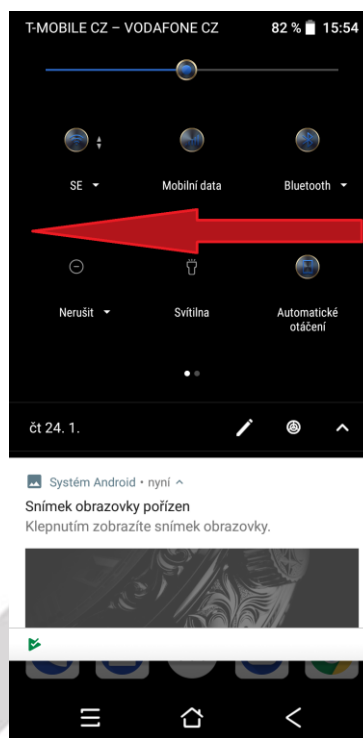 T-MOBILE CZ – VODAFONE CZ 82 % 15:54
SE Mobilní data Bluetooth
Nerušit Svítilna Automatické
otáčení
čt 24. 1.
Systém Android • nyní
Snímek obrazovky pořízen
Klepnutím zobrazíte snímek obrazovky.